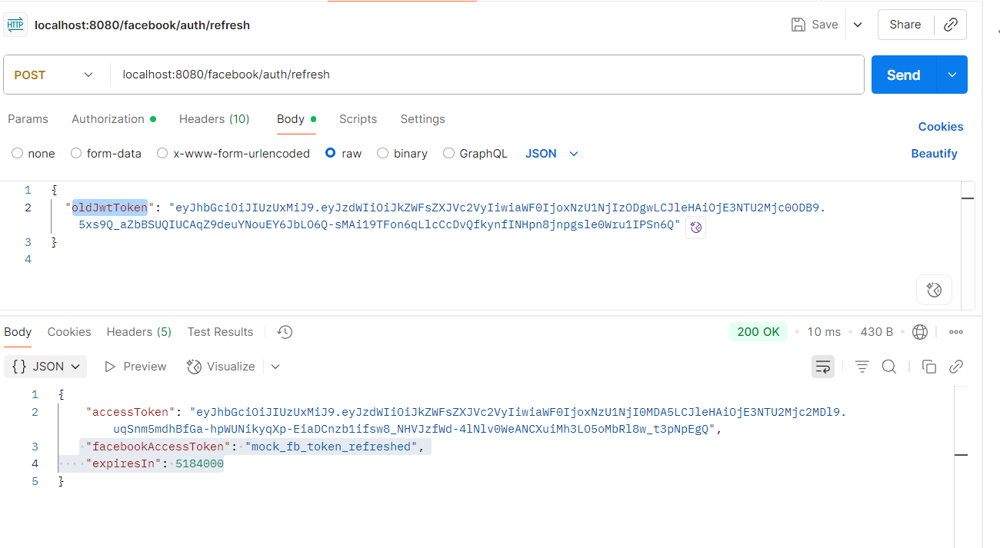 HTTP localhost:8080/facebook/auth/refresh Save Share
POST localhost:8080/facebook/auth/refresh Send
Params Authorization Headers (10) Body Scripts Settings Cookies
none form-data x-www-form-urlencoded raw binary GraphQL JSON Beautify
1 {
2 "oldJwtToken": "eyJhbGciOiJIUzUxMiJ9.eyJzdWIiOiJkZWFsZXJVc2VyIiwiaWF0IjoxNzU1NjIzODgwLCJleHAiOjE3NTU2Mjc0ODB9.
5xs9Q_aZbBSUQIUCAqZ9deuYNouEY6JbLO6Q-sMAi19TFon6qLlcCcDvQfkynfINHpn8jnpgsle0Wru1IPSn6Q"
3 }
4
Body Cookies Headers (5) Test Results 200 OK 10 ms 430 B
{} JSON Preview Visualize
1 {
2 "accessToken": "eyJhbGciOiJIUzUxMiJ9.eyJzdWIiOiJkZWFsZXJVc2VyIiwiaWF0IjoxNzU1NjI0MDA5LCJleHAiOjE3NTU2Mjc2MDl9.
uqSnm5mdhBfGa-hpWUNikyqXp-EiaDCnzb1ifsw8_NHVJzfWd-4lNlv0WeANCXuiMh3LO5oMbRl8w_t3pNpEgQ",
3 "facebookAccessToken": "mock_fb_token_refreshed",
4 "expiresIn": 5184000
5 }